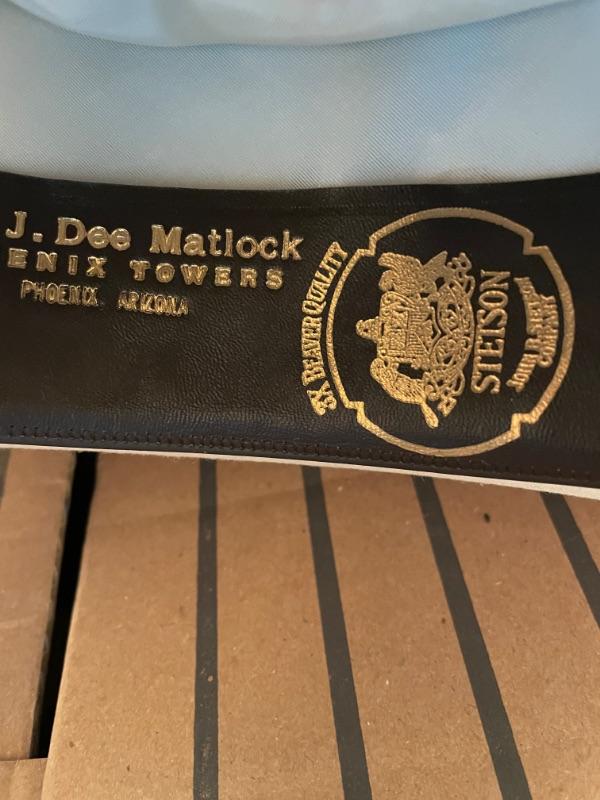 J. Dee Matlock
ENIX TOWERS
PHOENIX, ARIZONA
3X BEAVER QUALITY
STETSON
JOHN B. STETSON
COMPANY